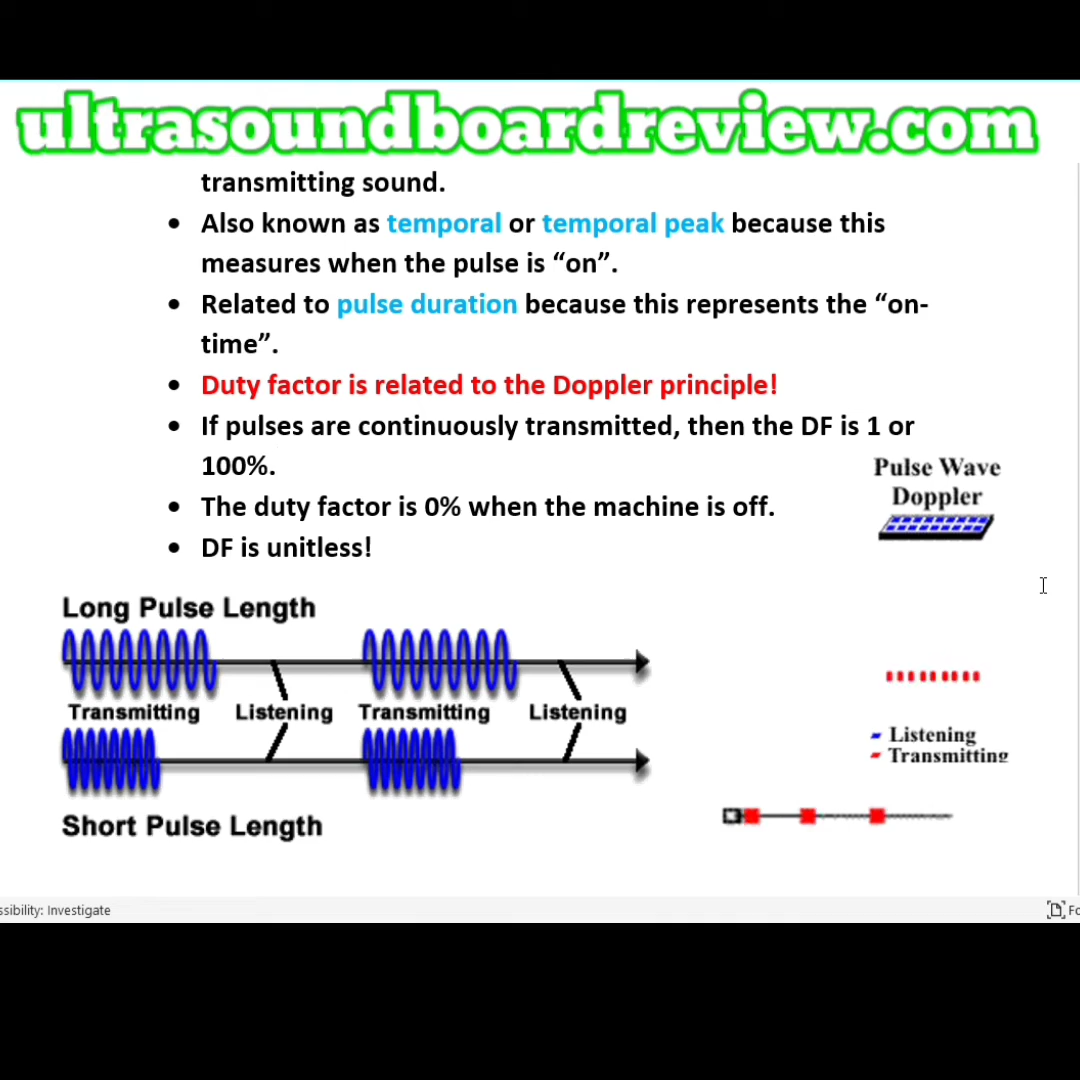 ultrasoundboardreview.com
transmitting sound.
• Also known as temporal or temporal peak because this
measures when the pulse is “on”.
• Related to pulse duration because this represents the “on-
time”.
• Duty factor is related to the Doppler principle!
• If pulses are continuously transmitted, then the DF is 1 or
100%.
• The duty factor is 0% when the machine is off.
• DF is unitless!
Pulse Wave
Doppler
Long Pulse Length
Transmitting Listening Transmitting Listening
Short Pulse Length
Listening
Transmitting
ssibility: Investigate
Fo